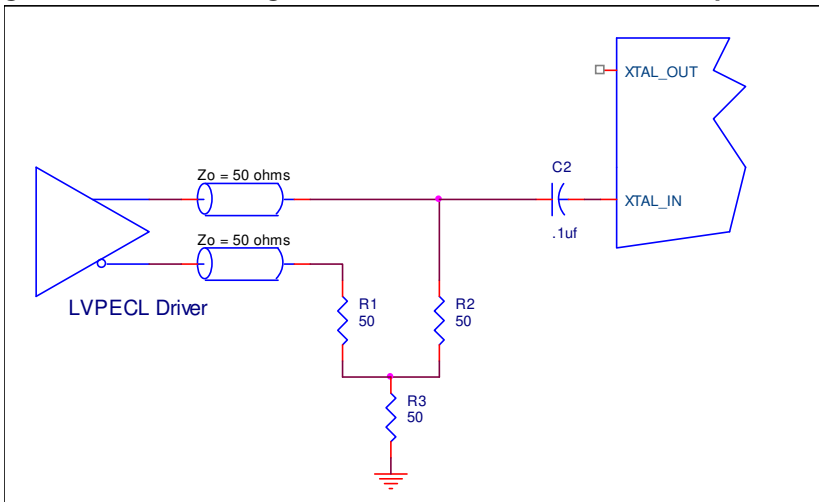 XTAL_OUT
C2
Zo = 50 ohms
XTAL_IN
.1uf
Zo = 50 ohms
LVPECL Driver
R1
50
R2
50
R3
50